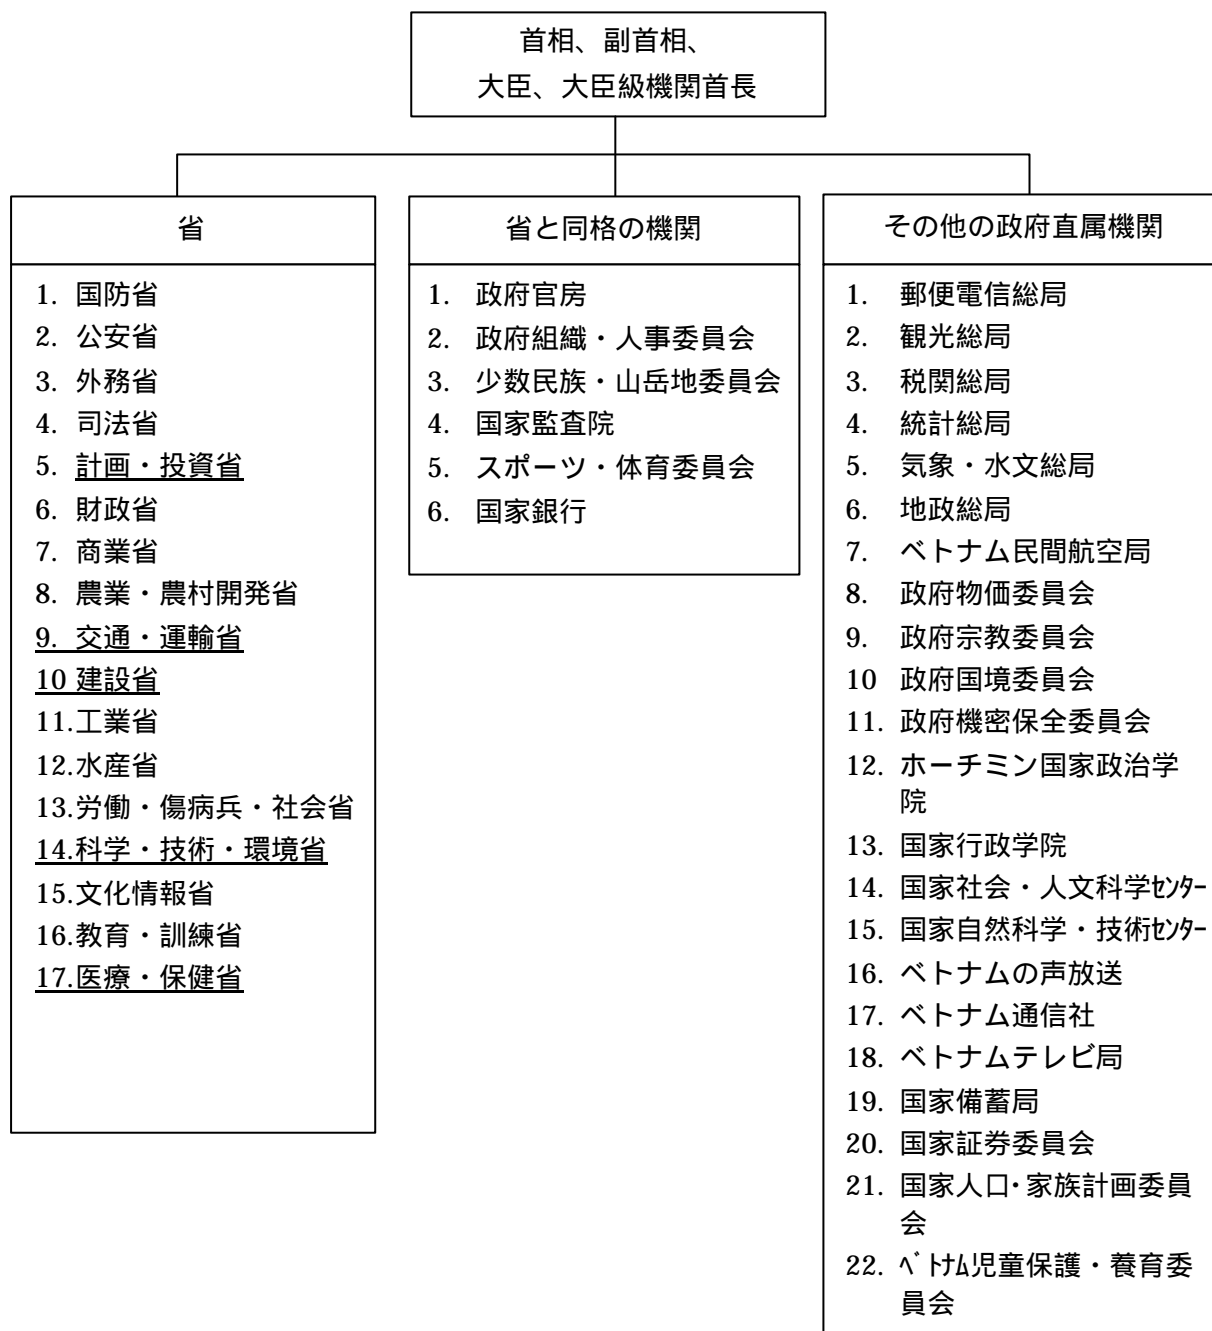 首相、副首相、
大臣、大臣級機関首長
省
1. 国防省
2. 公安省
3. 外務省
4. 司法省
5. 計画・投資省
6. 財政省
7. 商業省
8. 農業・農村開発省
9. 交通・運輸省
10 建設省
11.工業省
12.水産省
13.労働・傷病兵・社会省
14.科学・技術・環境省
15.文化情報省
16.教育・訓練省
17.医療・保健省
省と同格の機関
1. 政府官房
2. 政府組織・人事委員会
3. 少数民族・山岳地委員会
4. 国家監査院
5. スポーツ・体育委員会
6. 国家銀行
その他の政府直属機関
1. 郵便電信総局
2. 観光総局
3. 税関総局
4. 統計総局
5. 気象・水文総局
6. 地政総局
7. ベトナム民間航空局
8. 政府物価委員会
9. 政府宗教委員会
10 政府国境委員会
11. 政府機密保全委員会
12. ホーチミン国家政治学
院
13. 国家行政学院
14. 国家社会・人文科学ｾﾝﾀｰ
15. 国家自然科学・技術ｾﾝﾀｰ
16. ベトナムの声放送
17. ベトナム通信社
18. ベトナムテレビ局
19. 国家備蓄局
20. 国家証券委員会
21. 国家人口･家族計画委員
会
22. ﾍﾞﾄﾅﾑ児童保護・養育委
員会